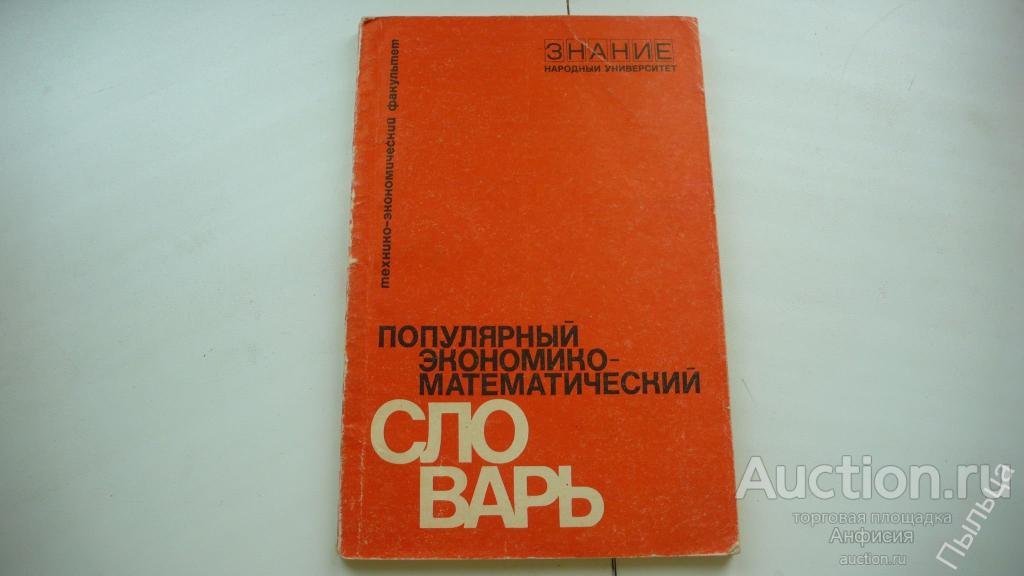 ЗНАНИЕ
НАРОДНЫЙ УНИВЕРСИТЕТ
технико-экономический факультет
ПОПУЛЯРНЫЙ
ЭКОНОМИКО-
МАТЕМАТИЧЕСКИЙ
СЛО
ВАРЬ
Auction.ru
торговая площадка
Анфисия
auction.ru
Пыльца